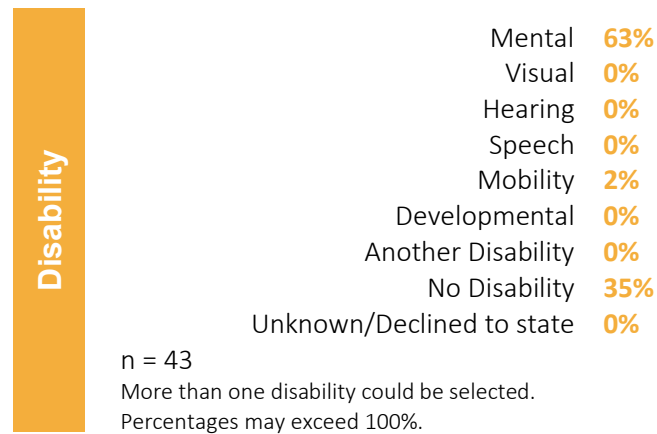 Disability
Mental 63%
Visual 0%
Hearing 0%
Speech 0%
Mobility 2%
Developmental 0%
Another Disability 0%
No Disability 35%
Unknown/Declined to state 0%
n = 43
More than one disability could be selected.
Percentages may exceed 100%.